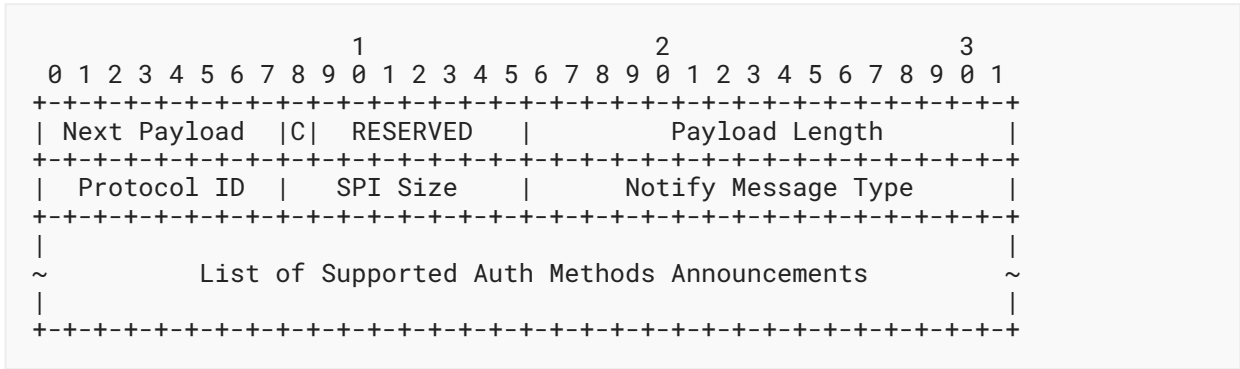 1                   2                   3
 0 1 2 3 4 5 6 7 8 9 0 1 2 3 4 5 6 7 8 9 0 1 2 3 4 5 6 7 8 9 0 1
+-+-+-+-+-+-+-+-+-+-+-+-+-+-+-+-+-+-+-+-+-+-+-+-+-+-+-+-+-+-+-+-+
| Next Payload  |C|  RESERVED   |         Payload Length        |
+-+-+-+-+-+-+-+-+-+-+-+-+-+-+-+-+-+-+-+-+-+-+-+-+-+-+-+-+-+-+-+-+
|  Protocol ID  |   SPI Size    |      Notify Message Type      |
+-+-+-+-+-+-+-+-+-+-+-+-+-+-+-+-+-+-+-+-+-+-+-+-+-+-+-+-+-+-+-+-+
|                                                               |
~          List of Supported Auth Methods Announcements         ~
|                                                               |
+-+-+-+-+-+-+-+-+-+-+-+-+-+-+-+-+-+-+-+-+-+-+-+-+-+-+-+-+-+-+-+-+